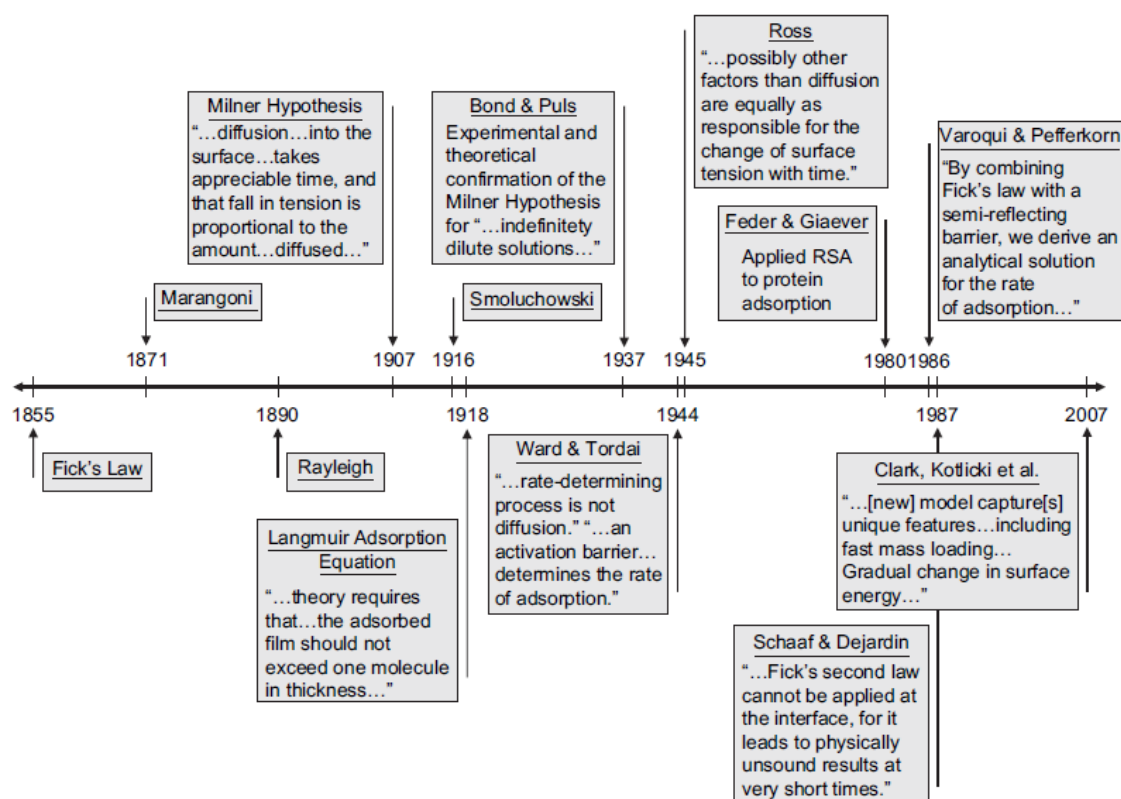 Ross
“…possibly other
factors than diffusion
are equally as
responsible for the
change of surface
tension with time.”
Milner Hypothesis
“…diffusion…into the
surface…takes
appreciable time, and
that fall in tension is
proportional to the
amount…diffused…”
Bond & Puls
Experimental and
theoretical
confirmation of the
Milner Hypothesis
for “…indefinitety
dilute solutions…”
Varoqui & Pefferkorn
“By combining
Fick’s law with a
semi-reflecting
barrier, we derive an
analytical solution
for the rate
of adsorption…”
Feder & Giaever
Applied RSA
to protein
adsorption
Marangoni
Smoluchowski
1871
1907
1916
1937
1945
1980
1986
1855
1890
1918
1944
1987
2007
Fick’s Law
Rayleigh
Langmuir Adsorption
Equation
“…theory requires
that…the adsorbed
film should not
exceed one molecule
in thickness…”
Ward & Tordai
“…rate-determining
process is not
diffusion.” “…an
activation barrier…
determines the rate
of adsorption.”
Clark, Kotlicki et al.
“…[new] model capture[s]
unique features…including
fast mass loading…
Gradual change in surface
energy…”
Schaaf & Dejardin
“…Fick’s second law
cannot be applied at
the interface, for it
leads to physically
unsound results at
very short times.”